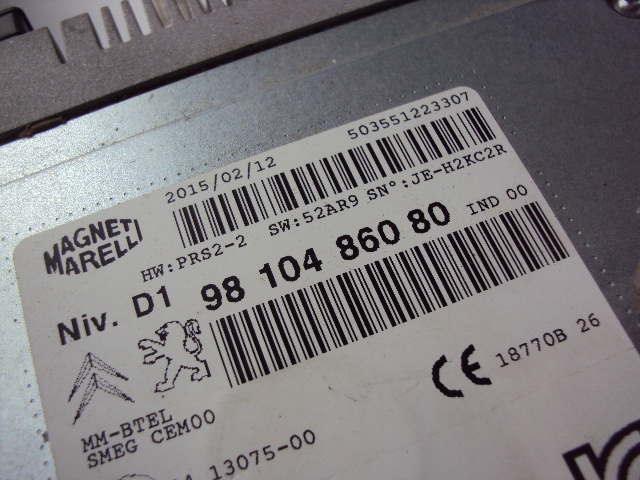 503551223307
2015/02/12
MAGNETI
MARELLI
HW:PRS2-2 SW:52AR9 SN°:JE-H2KC2R
Niv. D1 98 104 860 80 IND 00
CE 18770B 26
MM-BTEL
SMEG CEM00
13075-00